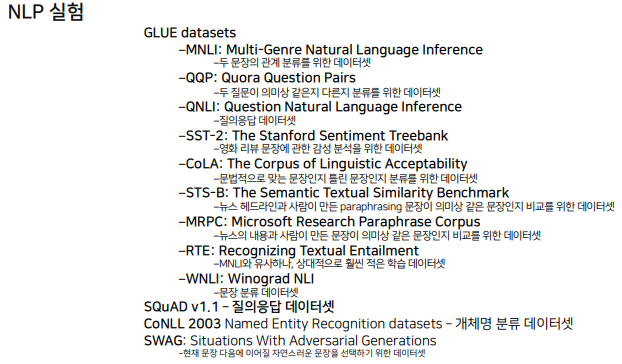 NLP 실험
GLUE datasets
–MNLI: Multi-Genre Natural Language Inference
–두 문장의 관계 분류를 위한 데이터셋
–QQP: Quora Question Pairs
–두 질문이 의미상 같은지 다른지 분류를 위한 데이터셋
–QNLI: Question Natural Language Inference
–질의응답 데이터셋
–SST-2: The Stanford Sentiment Treebank
–영화 리뷰 문장에 관한 감성 분석을 위한 데이터셋
–CoLA: The Corpus of Linguistic Acceptability
–문법적으로 맞는 문장인지 틀린 문장인지 분류를 위한 데이터셋
–STS-B: The Semantic Textual Similarity Benchmark
–뉴스 헤드라인과 사람이 만든 paraphrasing 문장이 의미상 같은 문장인지 비교를 위한 데이터셋
–MRPC: Microsoft Research Paraphrase Corpus
–뉴스의 내용과 사람이 만든 문장이 의미상 같은 문장인지 비교를 위한 데이터셋
–RTE: Recognizing Textual Entailment
–MNLI와 유사하나, 상대적으로 훨씬 적은 학습 데이터셋
–WNLI: Winograd NLI
–문장 분류 데이터셋
SQuAD v1.1 – 질의응답 데이터셋
CoNLL 2003 Named Entity Recognition datasets – 개체명 분류 데이터셋
SWAG: Situations With Adversarial Generations
–현재 문장 다음에 이어질 자연스러운 문장을 선택하기 위한 데이터셋